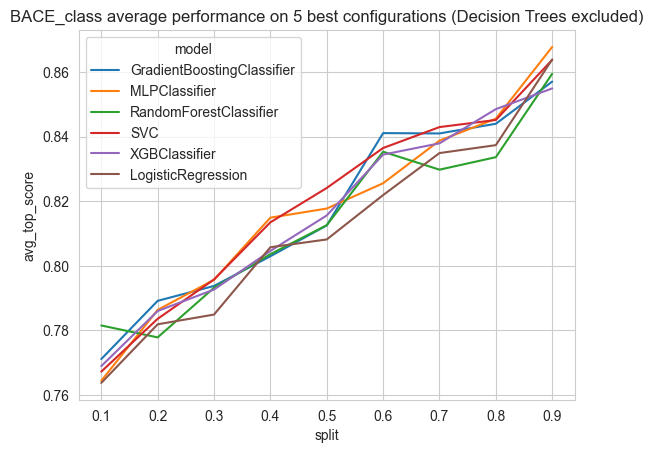 BACE_class average performance on 5 best configurations (Decision Trees excluded)
model
GradientBoostingClassifier
MLPClassifier
RandomForestClassifier
SVC
XGBClassifier
LogisticRegression
avg_top_score
0.86
0.84
0.82
0.80
0.78
0.76
0.1 0.2 0.3 0.4 0.5 0.6 0.7 0.8 0.9
split